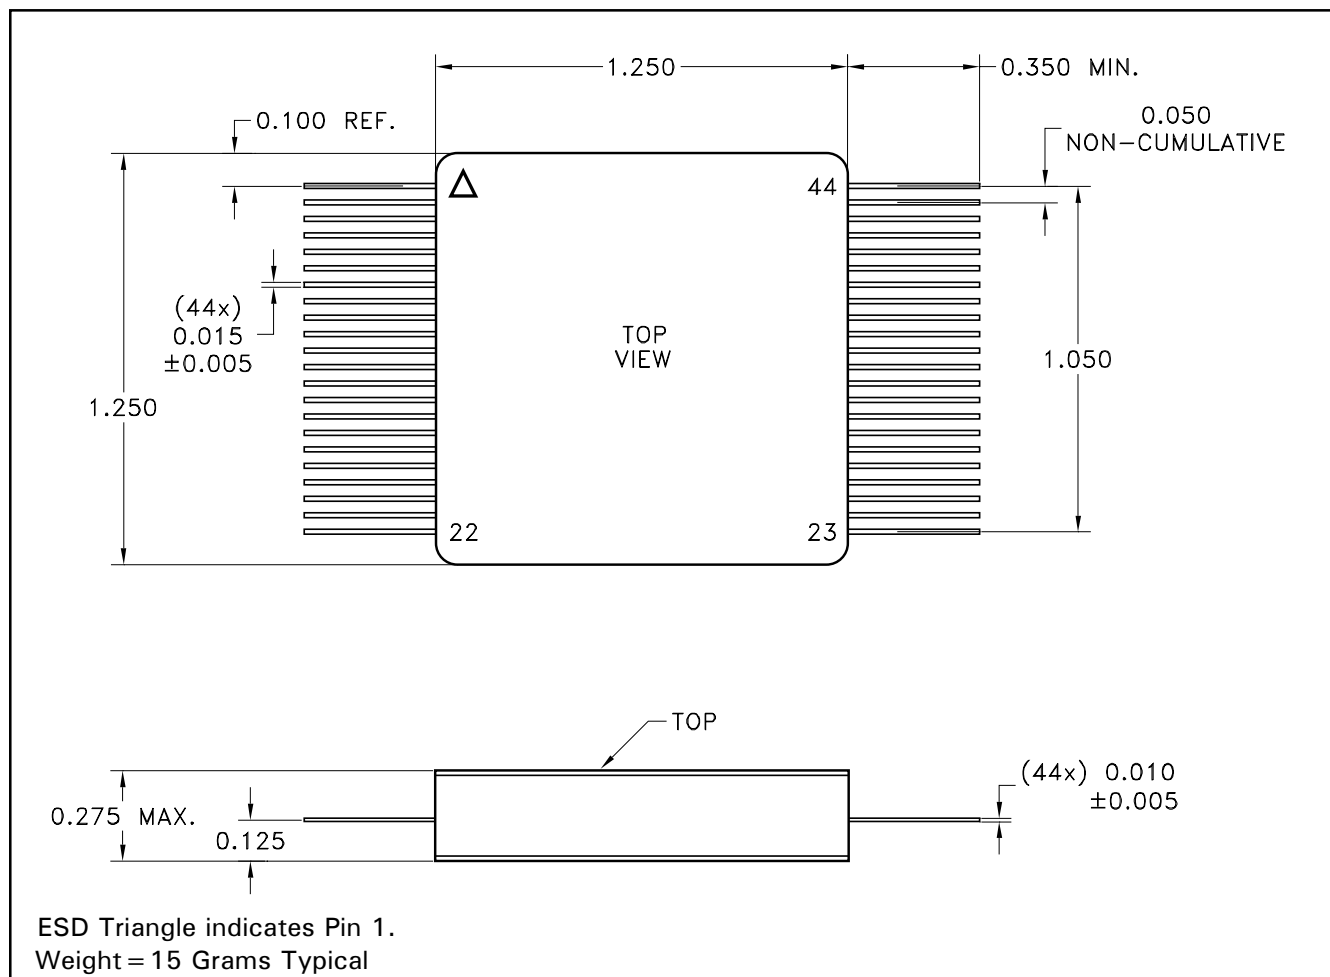 1.250
0.350 MIN.
0.100 REF.
0.050
NON-CUMULATIVE
44
(44x)
0.015
±0.005
TOP
VIEW
1.050
1.250
22
23
TOP
(44x) 0.010
±0.005
0.275 MAX.
0.125
ESD Triangle indicates Pin 1.
Weight=15 Grams Typical